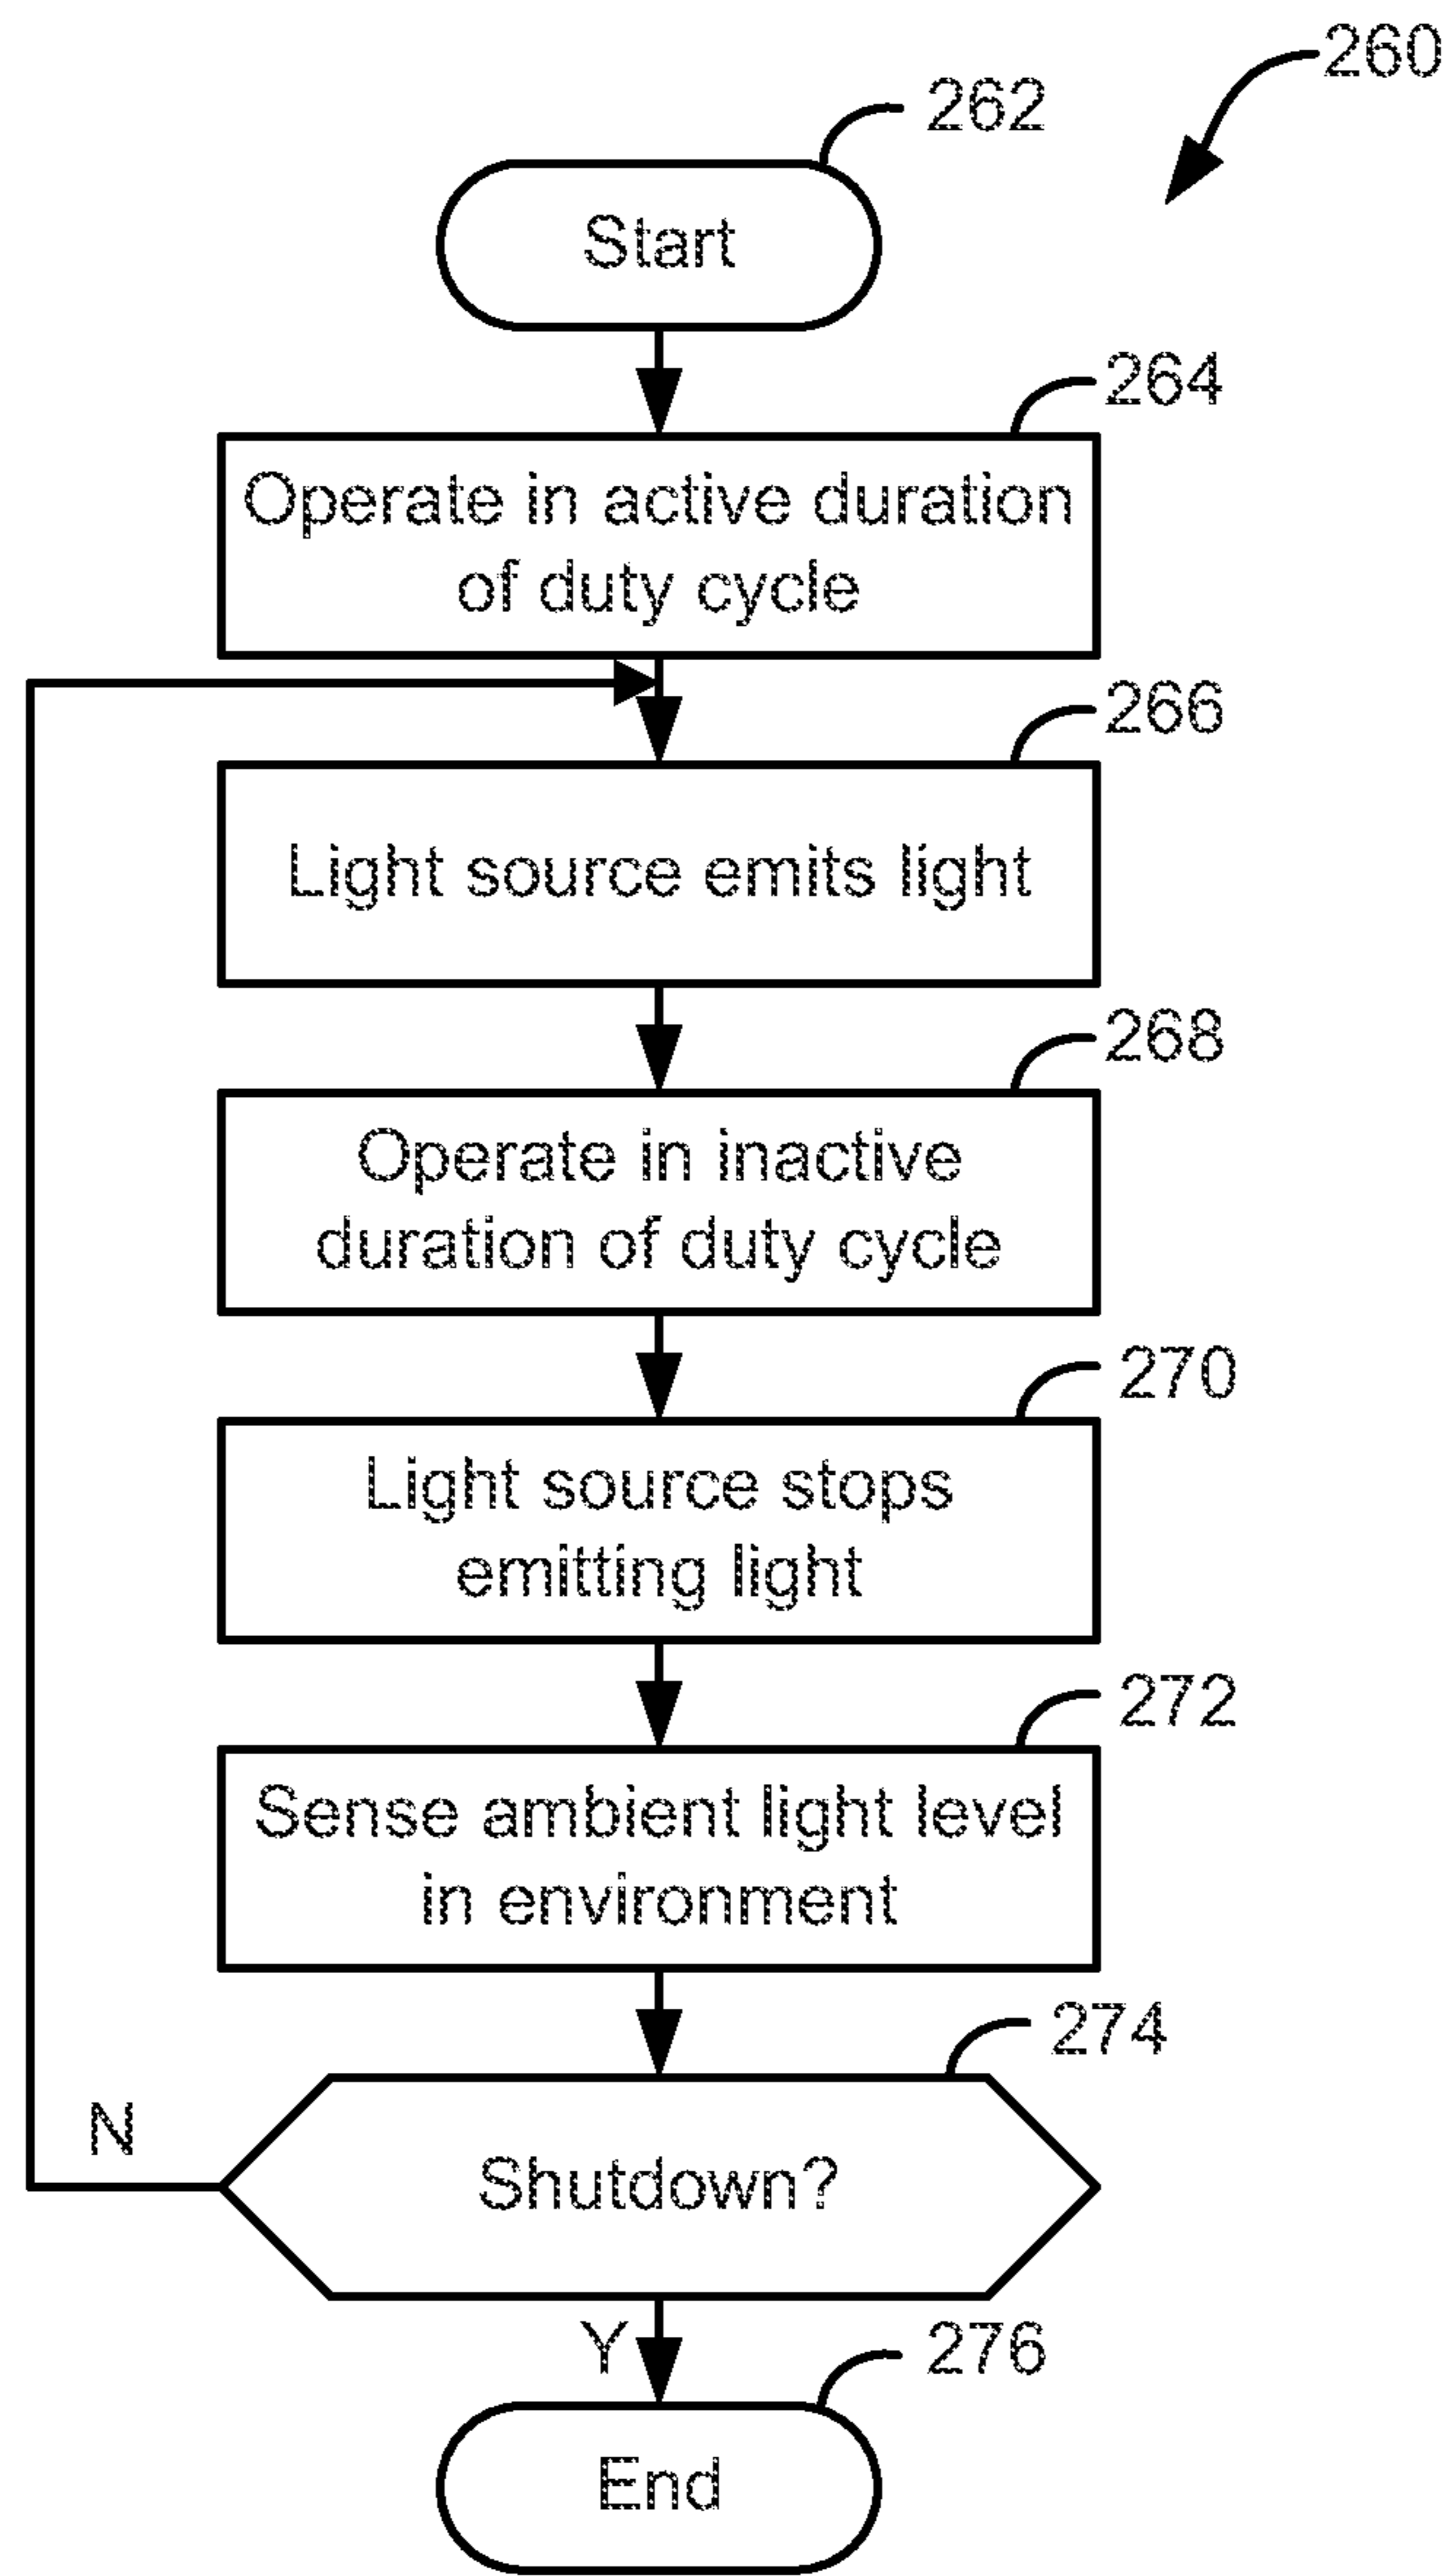 260
262
Start
264
Operate in active duration
of duty cycle
266
Light source emits light
268
Operate in inactive
duration of duty cycle
270
Light source stops
emitting light
272
Sense ambient light level
in environment
274
N
Shutdown?
Y
276
End